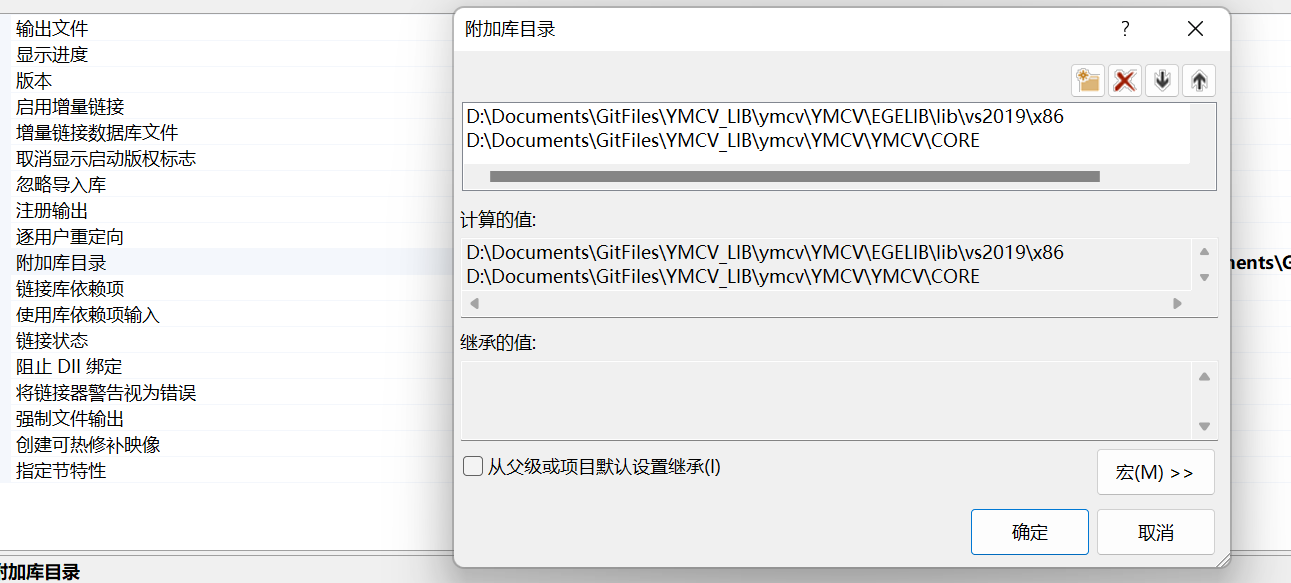 输出文件
显示进度
版本
启用增量链接
增量链接数据库文件
取消显示启动版权标志
忽略导入库
注册输出
逐用户重定向
附加库目录
链接库依赖项
使用库依赖项输入
链接状态
阻止 Dll 绑定
将链接器警告视为错误
强制文件输出
创建可热修补映像
指定节特性
附加库目录
附加库目录
?
D:\Documents\GitFiles\YMCV_LIB\ymcv\YMCV\EGELIB\lib\vs2019\x86
D:\Documents\GitFiles\YMCV_LIB\ymcv\YMCV\YMCV\CORE
计算的值:
D:\Documents\GitFiles\YMCV_LIB\ymcv\YMCV\EGELIB\lib\vs2019\x86
D:\Documents\GitFiles\YMCV_LIB\ymcv\YMCV\YMCV\CORE
继承的值:
从父级或项目默认设置继承(I)
宏(M) >>
确定
取消